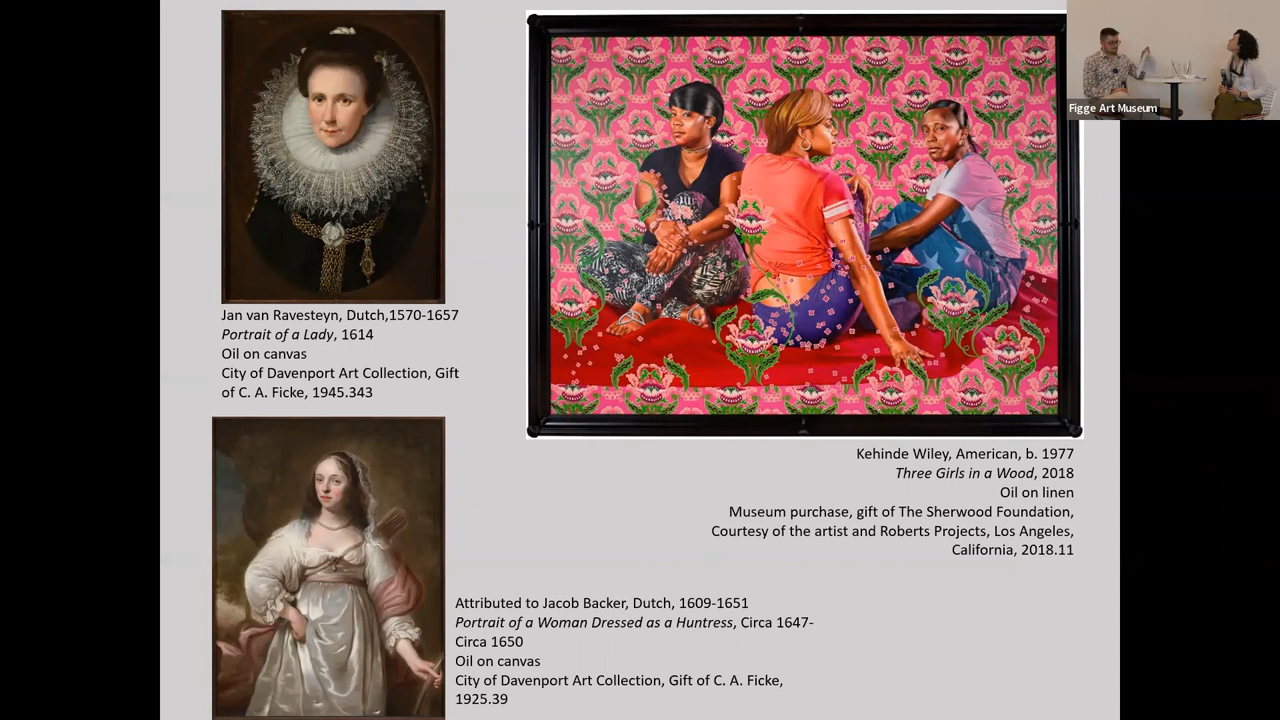 Figge Art Museum
Jan van Ravesteyn, Dutch,1570-1657
Portrait of a Lady, 1614
Oil on canvas
City of Davenport Art Collection, Gift
of C. A. Ficke, 1945.343
Kehinde Wiley, American, b. 1977
Three Girls in a Wood, 2018
Oil on linen
Museum purchase, gift of The Sherwood Foundation,
Courtesy of the artist and Roberts Projects, Los Angeles,
California, 2018.11
Attributed to Jacob Backer, Dutch, 1609-1651
Portrait of a Woman Dressed as a Huntress, Circa 1647-
Circa 1650
Oil on canvas
City of Davenport Art Collection, Gift of C. A. Ficke,
1925.39